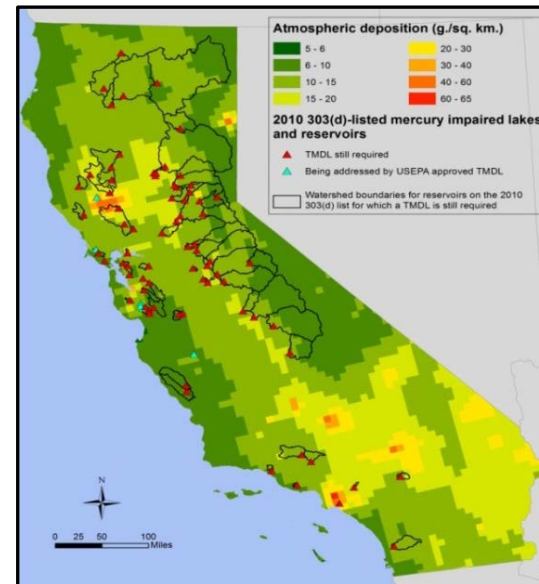 Atmospheric deposition (g./sq. km.)
5 - 6
20 - 30
6 - 10
30 - 40
10 - 15
40 - 60
15 - 20
60 - 65
2010 303(d)-listed mercury impaired lakes
and reservoirs
TMDL still required
Being addressed by USEPA approved TMDL
Watershed boundaries for reservoirs on the 2010
303(d) list for which a TMDL is still required
N
0 25 50 100
Miles